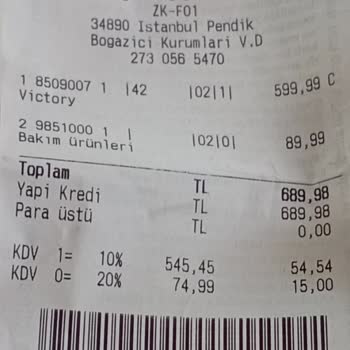 ZK-F01
34890 Istanbul Pendik
Bogazici Kurumlari V.D
273 056 5470
1 8509007 1 |42 |02|1| 599,99 C
Victory
2 9851000 1 | |02|0| 89,99
Bakım ürünleri
Toplam TL 689,98
Yapi Kredi TL 689,98
Para üstü TL 0,00
KDV 1= 10% 545,45 54,54
KDV 0= 20% 74,99 15,00